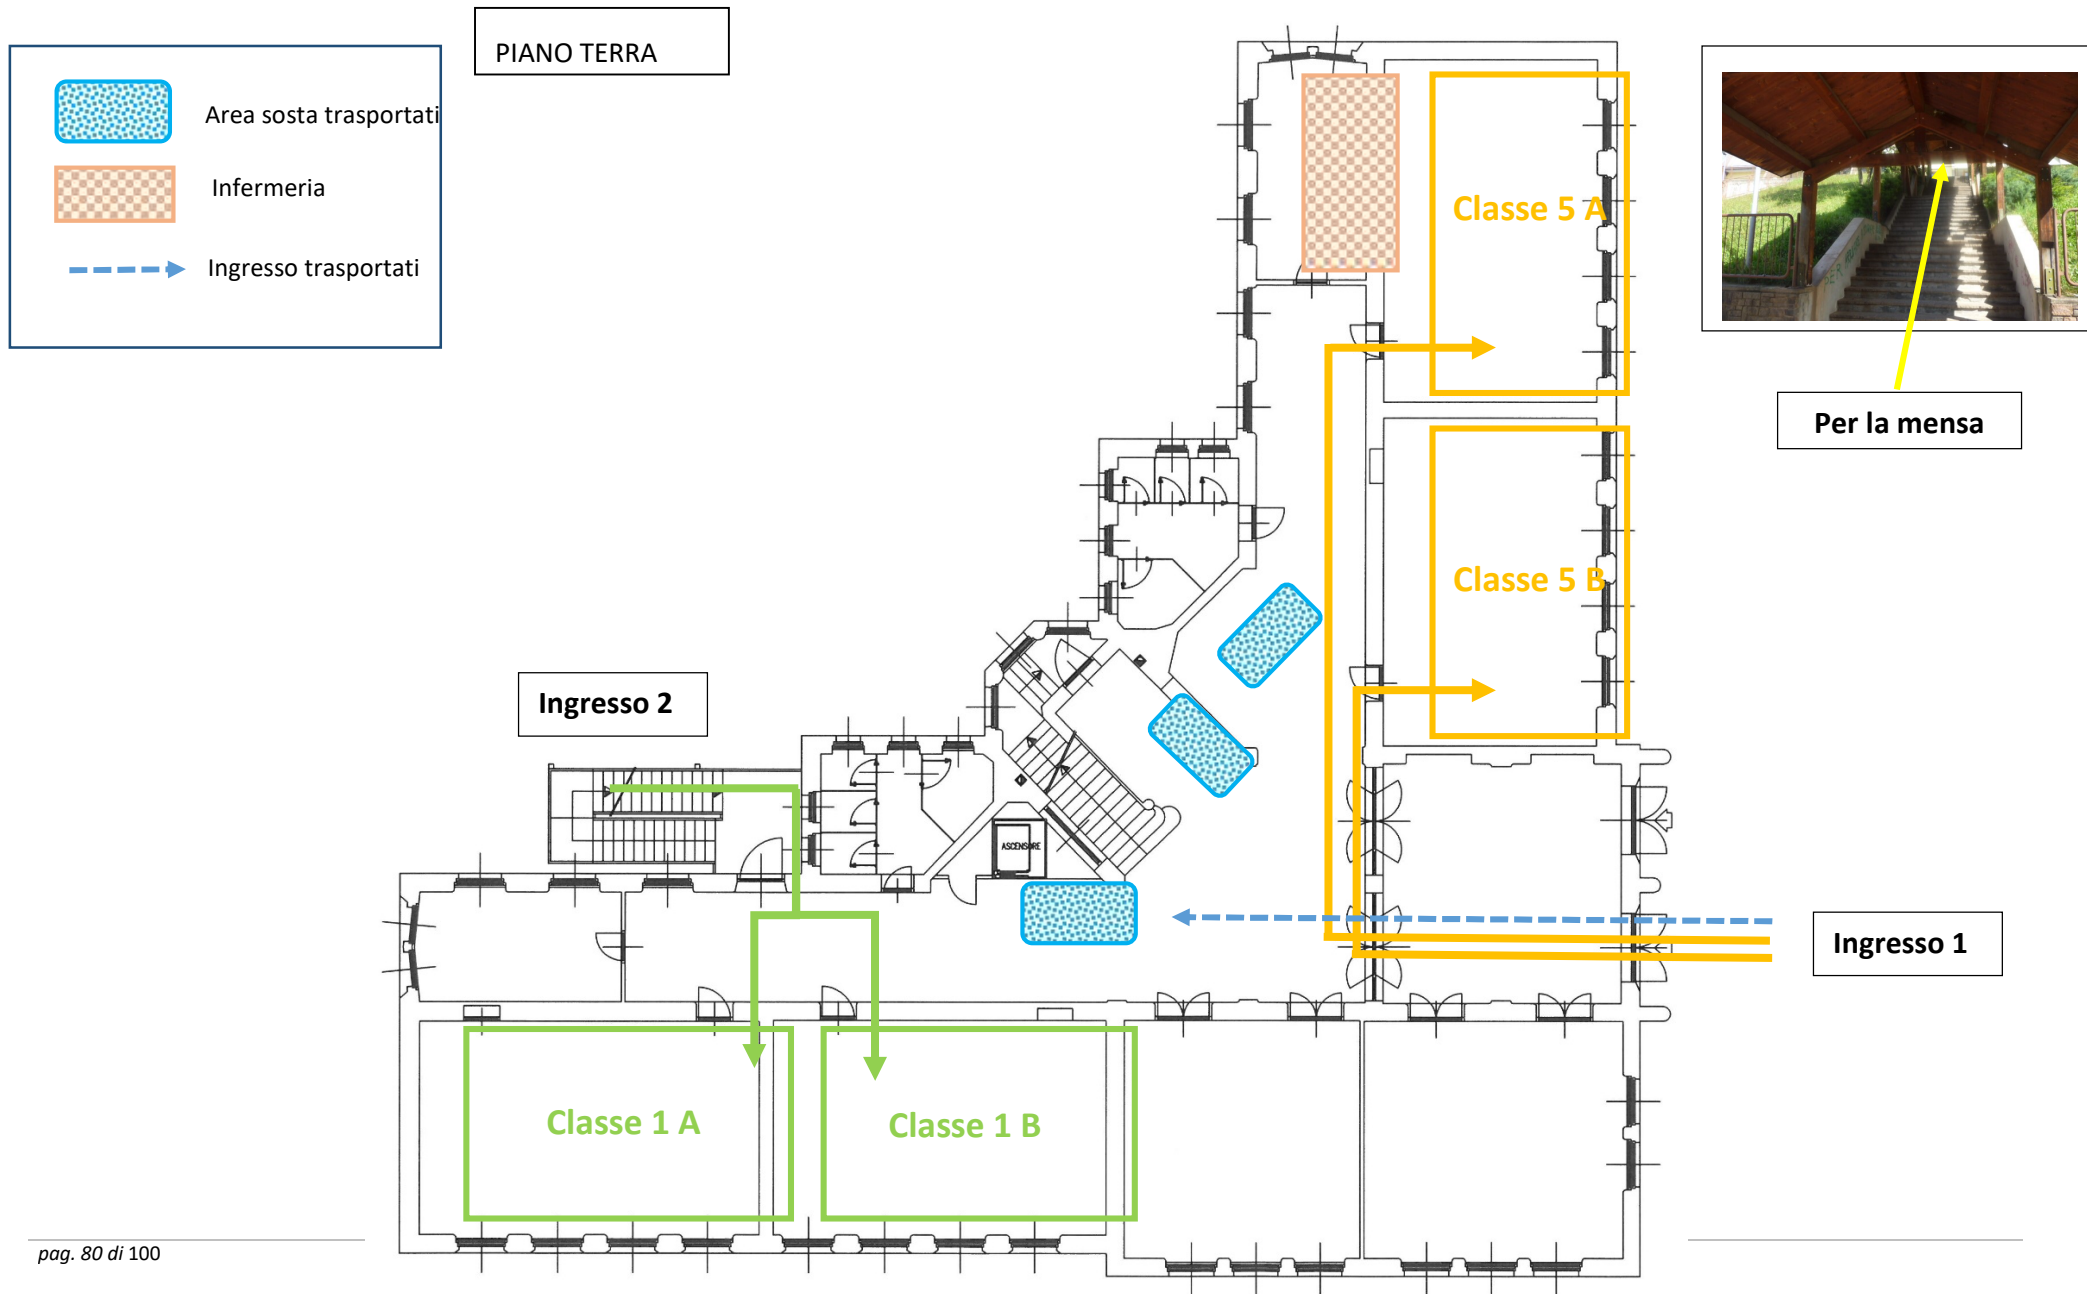 PIANO TERRA
Area sosta trasportati
Infermeria
Ingresso trasportati
Classe 5 A
Per la mensa
Classe 5 B
Ingresso 2
ASCENSORE
Ingresso 1
Classe 1 A
Classe 1 B
pag. 80 di 100